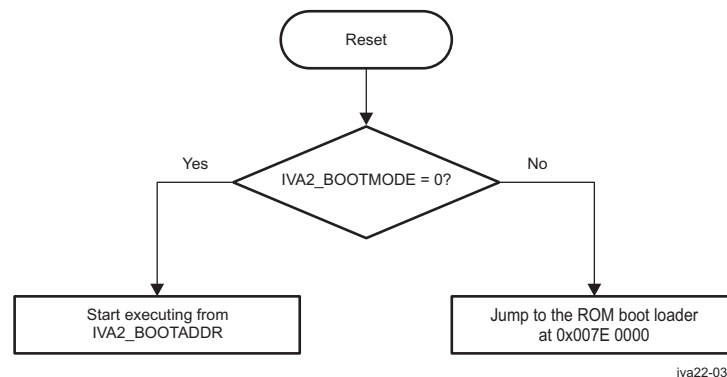 Reset
Yes
IVA2_BOOTMODE = 0?
No
Start executing from
IVA2_BOOTADDR
Jump to the ROM boot loader
at 0x007E 0000
iva22-03